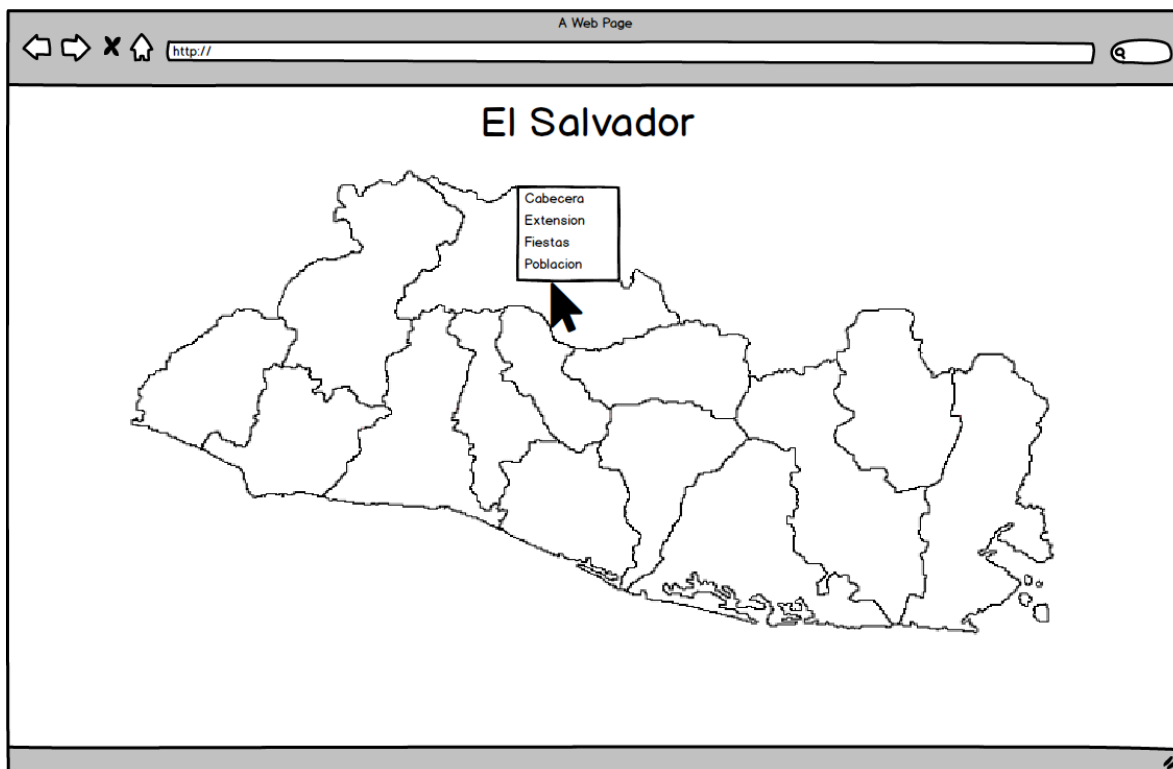 A Web Page
http://
El Salvador
Cabecera
Extension
Fiestas
Poblacion